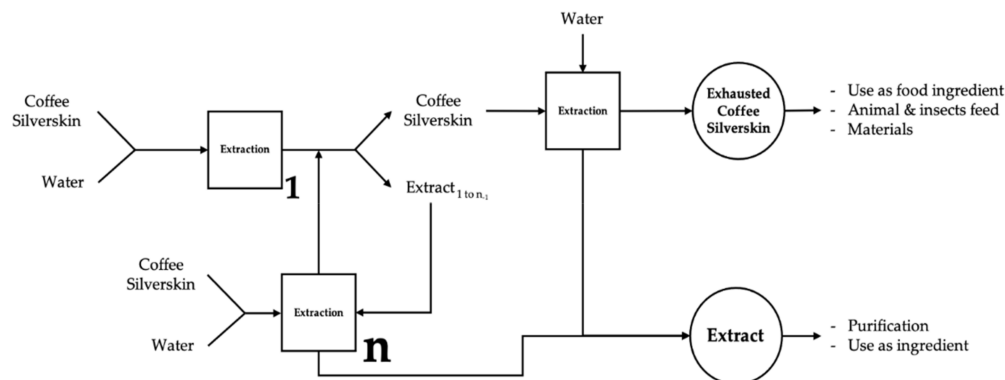 Water
Coffee
Silverskin
Water
Extraction
1
Coffee
Silverskin
Extract 1 to n-1
Extraction
Exhausted
Coffee
Silverskin
- Use as food ingredient
- Animal & insects feed
- Materials
Coffee
Silverskin
Water
Extraction
n
Extract
- Purification
- Use as ingredient